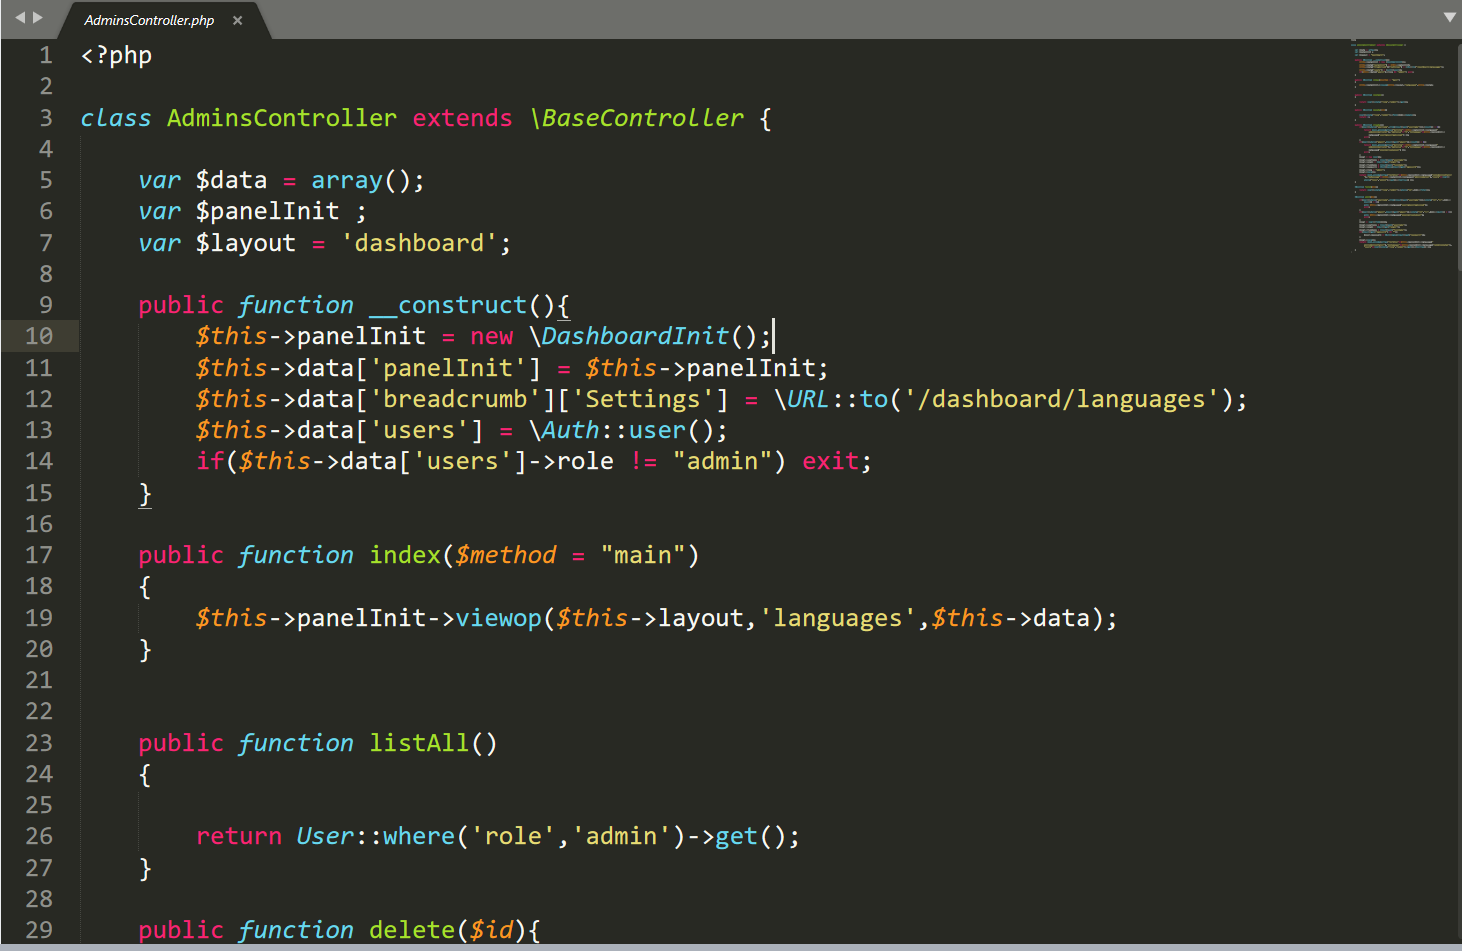 AdminsController.php ×
1 <?php
2
3 class AdminsController extends \BaseController {
4
5     var $data = array();
6     var $panelInit ;
7     var $layout = 'dashboard';
8
9     public function __construct(){
10         $this->panelInit = new \DashboardInit();
11         $this->data['panelInit'] = $this->panelInit;
12         $this->data['breadcrumb']['Settings'] = \URL::to('/dashboard/languages');
13         $this->data['users'] = \Auth::user();
14         if($this->data['users']->role != "admin") exit;
15     }
16
17     public function index($method = "main")
18     {
19         $this->panelInit->viewop($this->layout,'languages',$this->data);
20     }
21
22
23     public function listAll()
24     {
25
26         return User::where('role','admin')->get();
27     }
28
29     public function delete($id){